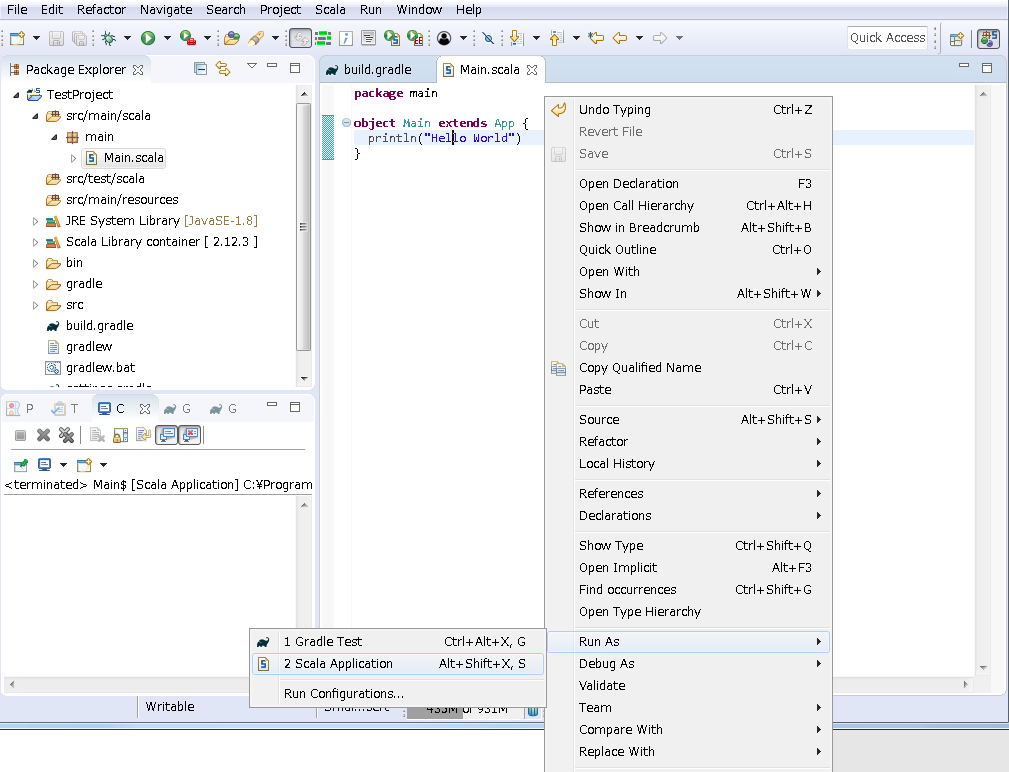 File Edit Refactor Navigate Search Project Scala Run Window Help
Quick Access
Package Explorer
TestProject
src/main/scala
main
Main.scala
src/test/scala
src/main/resources
JRE System Library [JavaSE-1.8]
Scala Library container [ 2.12.3 ]
bin
gradle
src
build.gradle
gradlew
gradlew.bat
settings.gradle
build.gradle
Main.scala
package main
object Main extends App {
println("Hello World")
}
P T C G G
<terminated> Main$ [Scala Application] C:¥Program
Undo Typing Ctrl+Z
Revert File
Save Ctrl+S
Open Declaration F3
Open Call Hierarchy Ctrl+Alt+H
Show in Breadcrumb Alt+Shift+B
Quick Outline Ctrl+O
Open With
Show In Alt+Shift+W
Cut Ctrl+X
Copy Ctrl+C
Copy Qualified Name
Paste Ctrl+V
Source Alt+Shift+S
Refactor
Local History
References
Declarations
Show Type Ctrl+Shift+Q
Open Implicit Alt+F3
Find occurrences Ctrl+Shift+G
Open Type Hierarchy
Run As
Debug As
Validate
Team
Compare With
Replace With
1 Gradle Test Ctrl+Alt+X, G
2 Scala Application Alt+Shift+X, S
Run Configurations...
Writable
435M of 931M